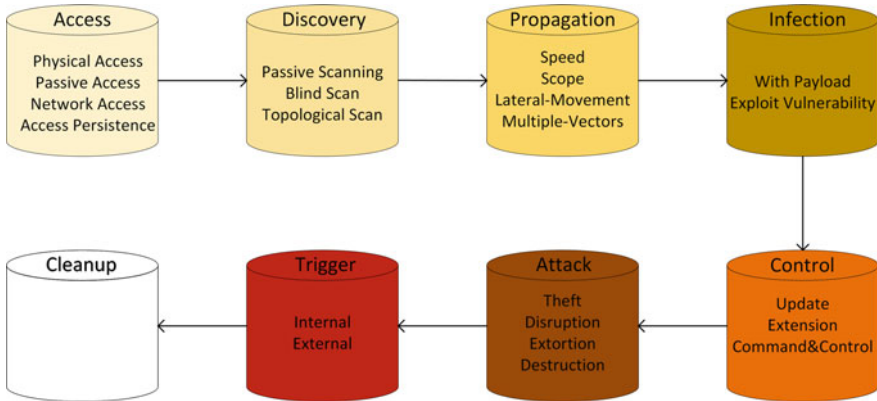 Access
Physical Access
Passive Access
Network Access
Access Persistence
Discovery
Passive Scanning
Blind Scan
Topological Scan
Propagation
Speed
Scope
Lateral-Movement
Multiple-Vectors
Infection
With Payload
Exploit Vulnerability
Control
Update
Extension
Command&Control
Attack
Theft
Disruption
Extortion
Destruction
Trigger
Internal
External
Cleanup